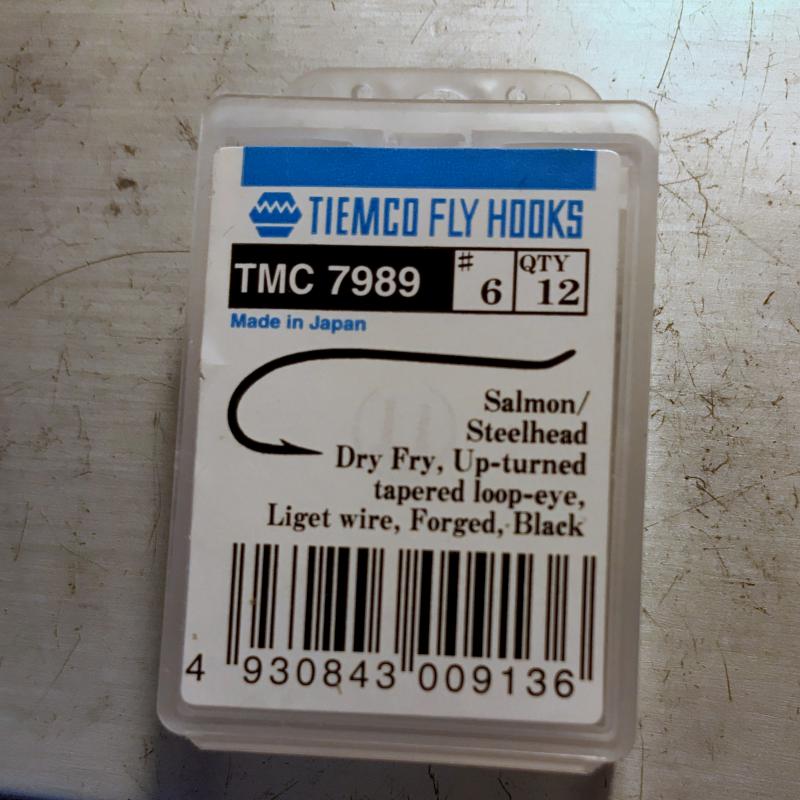 TIEMCO FLY HOOKS
TMC 7989
#
6
QTY
12
Made in Japan
Salmon/
Steelhead
Dry Fry, Up-turned
tapered loop-eye,
Liget wire, Forged, Black
4 930843 009136